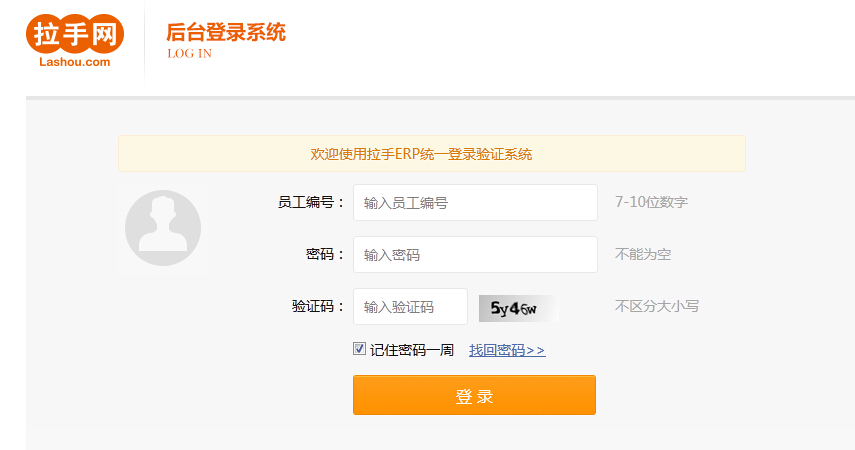 拉手网
Lashou.com
后台登录系统
LOG IN
欢迎使用拉手ERP统一登录验证系统
员工编号： 输入员工编号 7-10位数字
密码： 输入密码 不能为空
验证码： 输入验证码 5y46w 不区分大小写
记住密码一周 找回密码>>
登 录